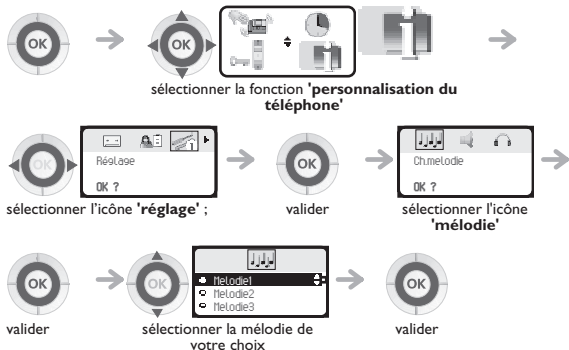 OK
OK
sélectionner la fonction 'personnalisation du
téléphone'
OK
Réglage
OK ?
OK
Ch.melodie
OK ?
sélectionner l'icône 'réglage' ;
valider
sélectionner l'icône
'mélodie'
OK
OK
Melodie1
Melodie2
Melodie3
OK
valider
sélectionner la mélodie de
votre choix
valider